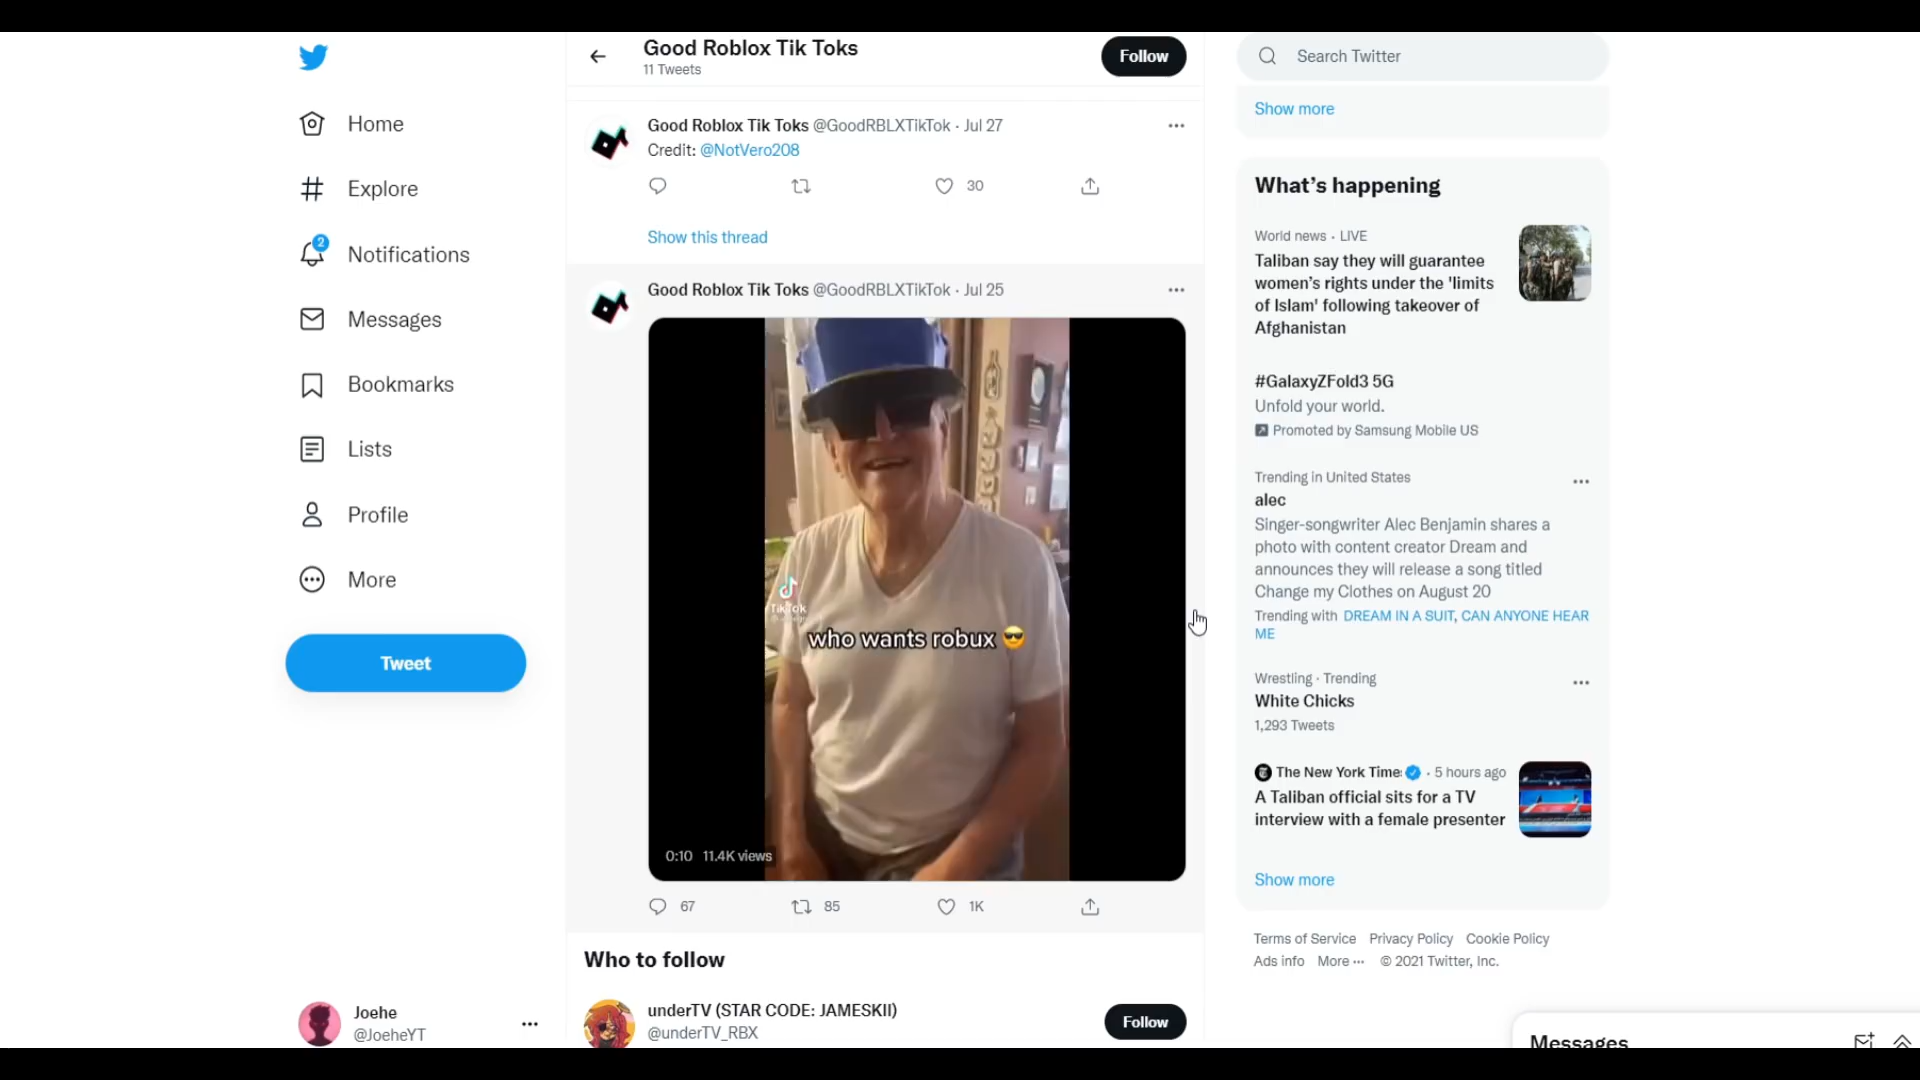 Home
Explore
2
Notifications
Messages
Bookmarks
Lists
Profile
More
Tweet
Joehe
@JoeheYT
Good Roblox Tik Toks
11 Tweets
Follow
Good Roblox Tik Toks @GoodRBLXTikTok · Jul 27
Credit: @NotVero208
30
Show this thread
Good Roblox Tik Toks @GoodRBLXTikTok · Jul 25
TikTok
who wants robux 😎
0:10 11.4K views
67 85 1K
Who to follow
underTV (STAR CODE: JAMESKII)
@underTV_RBX
Follow
Search Twitter
Show more
What's happening
World news · LIVE
Taliban say they will guarantee
women's rights under the 'limits
of Islam' following takeover of
Afghanistan
#GalaxyZFold3 5G
Unfold your world.
Promoted by Samsung Mobile US
Trending in United States
alec
Singer-songwriter Alec Benjamin shares a
photo with content creator Dream and
announces they will release a song titled
Change my Clothes on August 20
Trending with DREAM IN A SUIT, CAN ANYONE HEAR
ME
Wrestling · Trending
White Chicks
1,293 Tweets
The New York Time · 5 hours ago
A Taliban official sits for a TV
interview with a female presenter
Show more
Terms of Service Privacy Policy Cookie Policy
Ads info More ··· © 2021 Twitter, Inc.
Messages